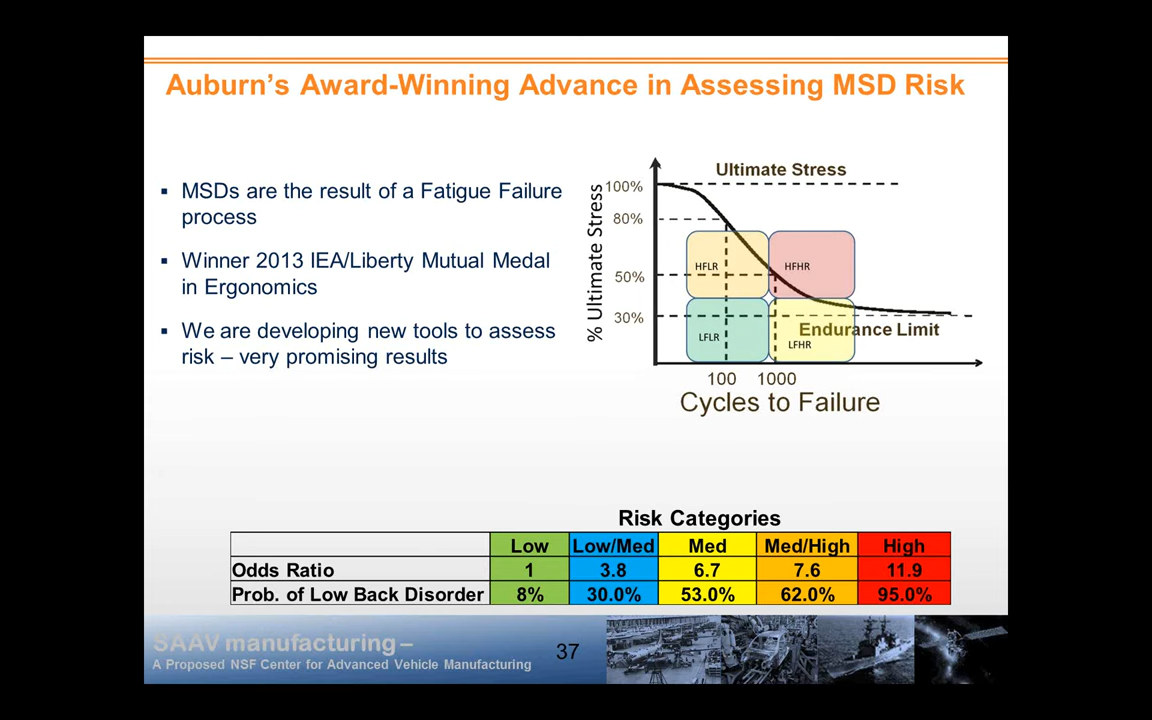 Auburn’s Award-Winning Advance in Assessing MSD Risk
▪ MSDs are the result of a Fatigue Failure
process
▪ Winner 2013 IEA/Liberty Mutual Medal
in Ergonomics
▪ We are developing new tools to assess
risk – very promising results
% Ultimate Stress
Ultimate Stress
100%
80%
50%
30%
HFLR
HFHR
LFLR
LFHR
Endurance Limit
100 1000
Cycles to Failure
Risk Categories
Low Low/Med Med Med/High High
Odds Ratio 1 3.8 6.7 7.6 11.9
Prob. of Low Back Disorder 8% 30.0% 53.0% 62.0% 95.0%
SAAV manufacturing –
A Proposed NSF Center for Advanced Vehicle Manufacturing
37